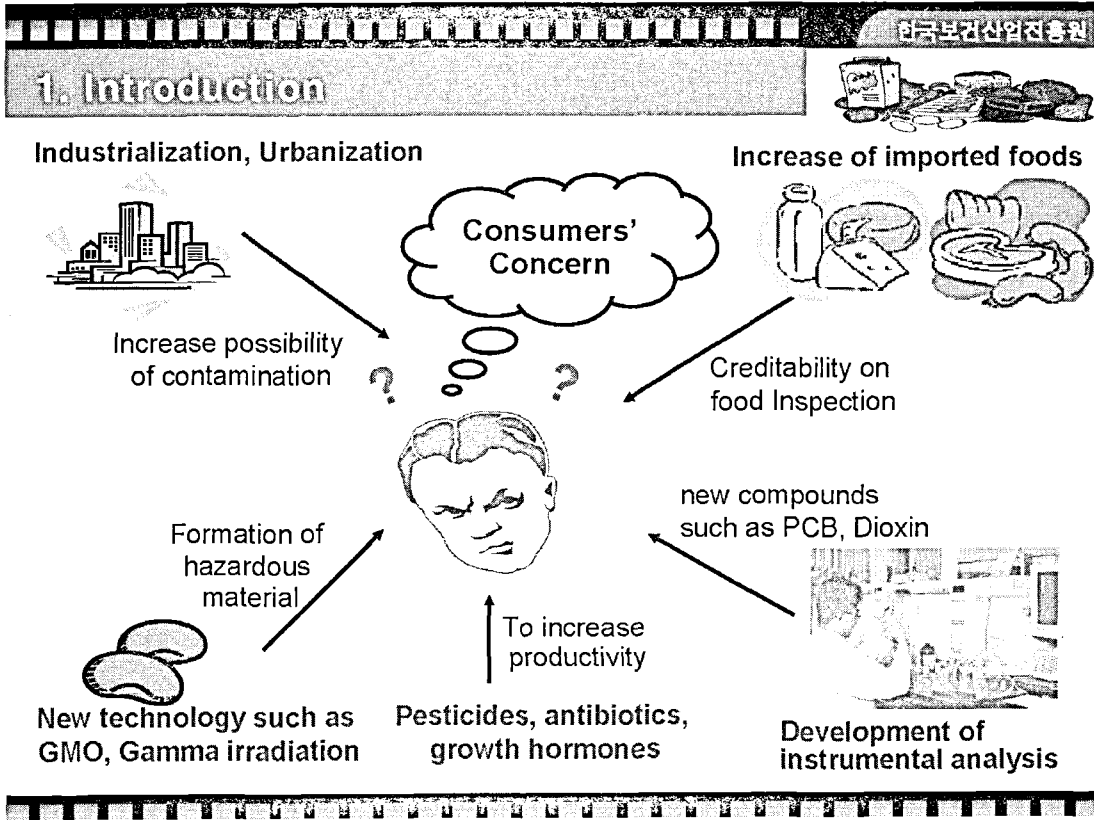 한국보건산업진흥원
1. Introduction
Industrialization, Urbanization
Increase of imported foods
Consumers'
Concern
Increase possibility
of contamination
?
?
Creditability on
food Inspection
new compounds
such as PCB, Dioxin
Formation of
hazardous
material
To increase
productivity
New technology such as
GMO, Gamma irradiation
Pesticides, antibiotics,
growth hormones
Development of
instrumental analysis